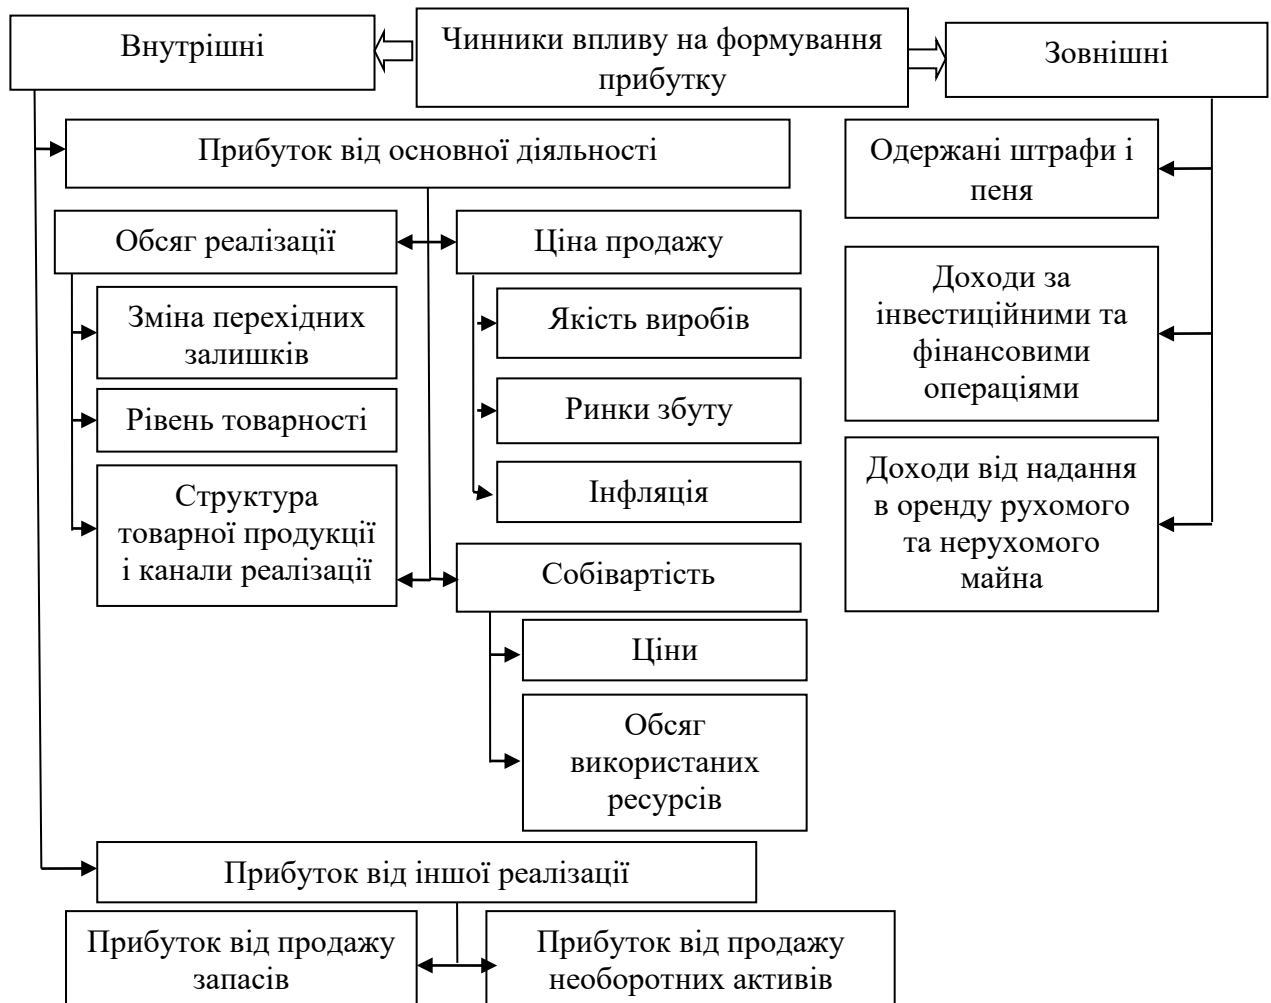 Внутрішні
Чинники впливу на формування
прибутку
Зовнішні
Прибуток від основної діяльності
Одержані штрафи і
пеня
Обсяг реалізації
Ціна продажу
Доходи за
інвестиційними та
фінансовими
операціями
Зміна перехідних
залишків
Якість виробів
Рівень товарності
Ринки збуту
Структура
товарної продукції
і канали реалізації
Інфляція
Доходи від надання
в оренду рухомого
та нерухомого
майна
Собівартість
Ціни
Обсяг
використаних
ресурсів
Прибуток від іншої реалізації
Прибуток від продажу
запасів
Прибуток від продажу
необоротних активів